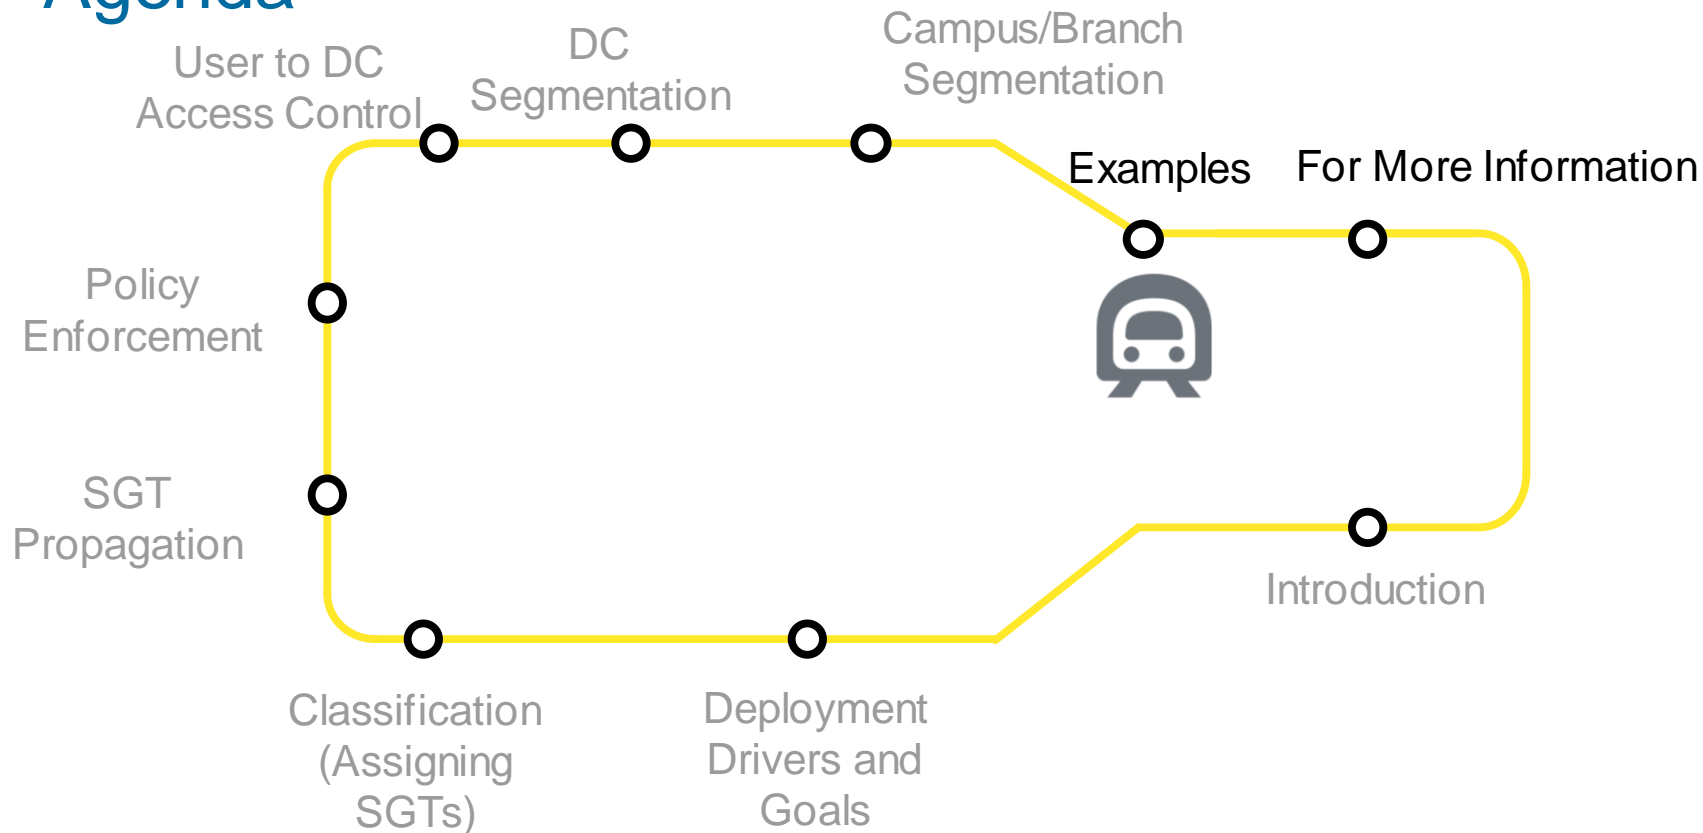 Agenda
User to DC
Access Control
DC
Segmentation
Campus/Branch
Segmentation
Examples
For More Information
Policy
Enforcement
SGT
Propagation
Introduction
Classification
(Assigning
SGTs)
Deployment
Drivers and
Goals